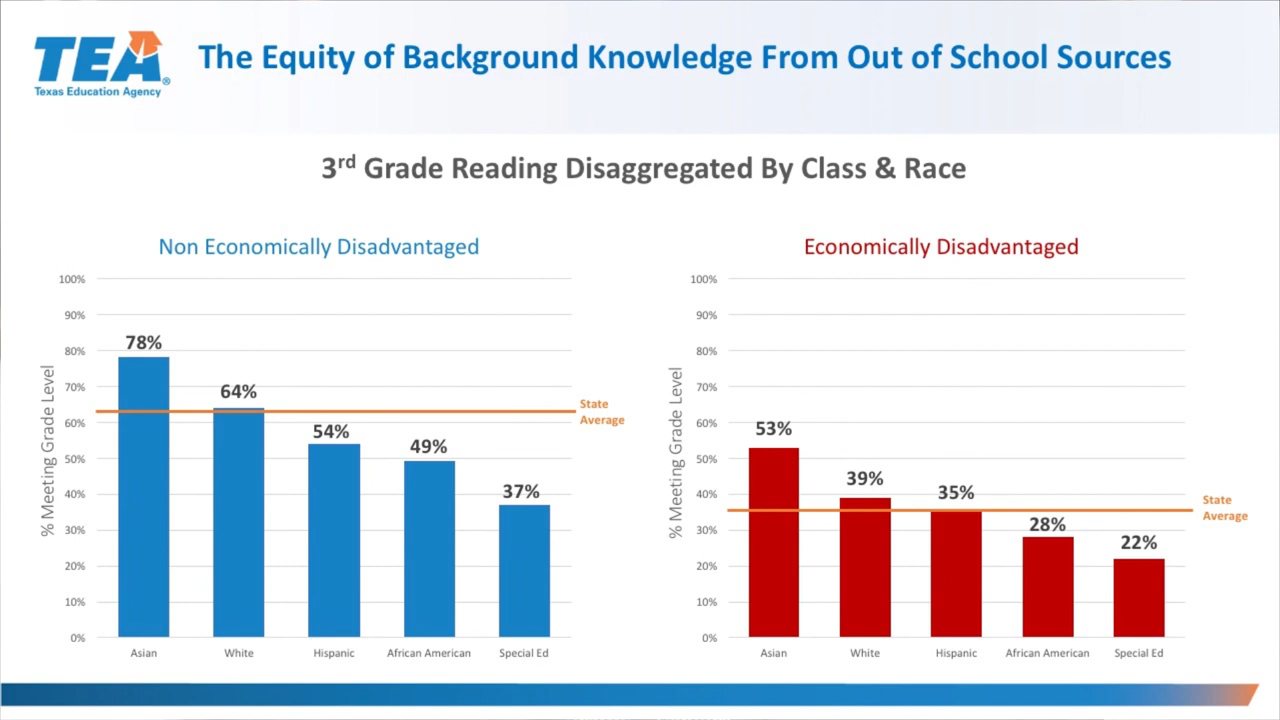 TEA®
Texas Education Agency
The Equity of Background Knowledge From Out of School Sources
3rd Grade Reading Disaggregated By Class & Race
Non Economically Disadvantaged
% Meeting Grade Level
100%
90%
80%
70%
60%
50%
40%
30%
20%
10%
0%
78%
64%
54%
49%
37%
State
Average
Asian
White
Hispanic
African American
Special Ed
Economically Disadvantaged
% Meeting Grade Level
100%
90%
80%
70%
60%
50%
40%
30%
20%
10%
0%
53%
39%
35%
28%
22%
State
Average
Asian
White
Hispanic
African American
Special Ed